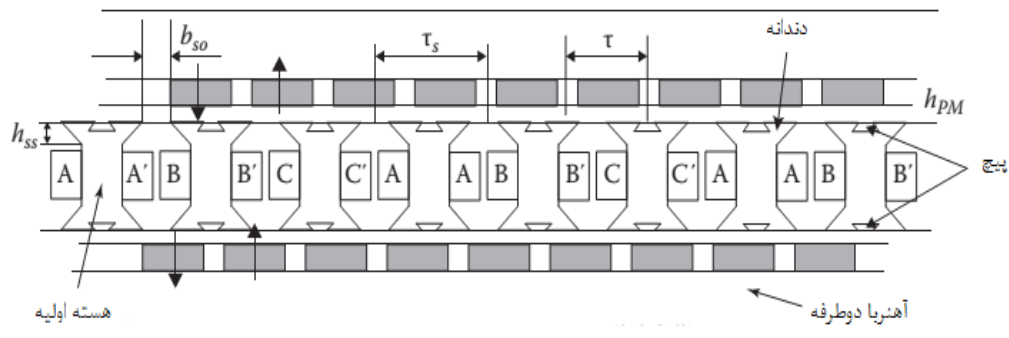 دندانه
b_so
τ_s
τ
h_PM
h_ss
A A′ B B′ C C′ A A B B′ C C′ A A B B′
پیچ
هسته اولیه
آهنربا دوطرفه